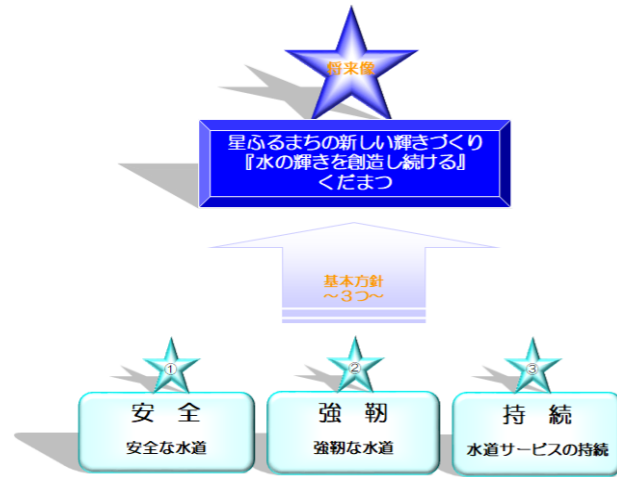 将来像
星ふるまちの新しい輝きづくり
『水の輝きを創造し続ける』
くだまつ
基本方針
～３つ～
①
②
③
安　全
安全な水道
強　靭
強靭な水道
持　続
水道サービスの持続